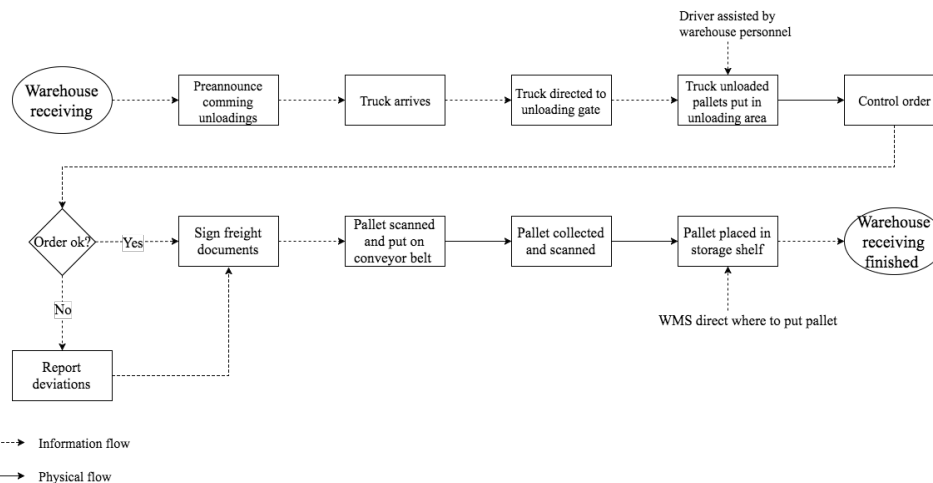 Driver assisted by
warehouse personnel
Warehouse
receiving
Preannounce
comming
unloadings
Truck arrives
Truck directed to
unloading gate
Truck unloaded
pallets put in
unloading area
Control order
Order ok?
Yes
Sign freight
documents
Pallet scanned
and put on
conveyor belt
Pallet collected
and scanned
Pallet placed in
storage shelf
Warehouse
receiving
finished
No
WMS direct where to put pallet
Report
deviations
Information flow
Physical flow